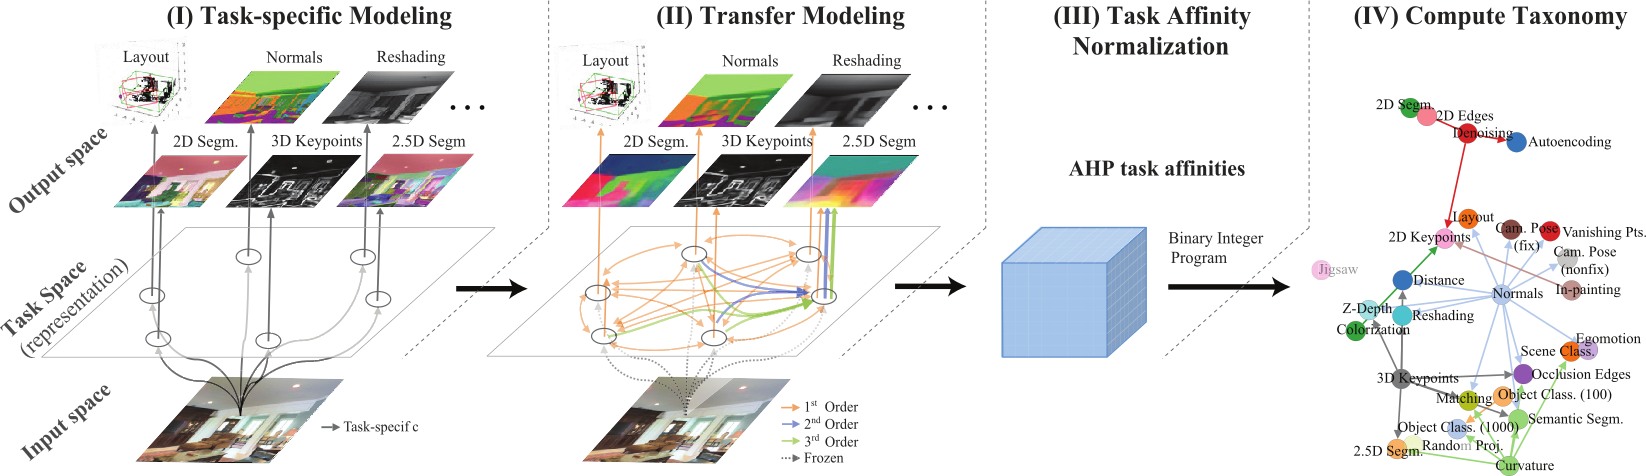 (I) Task-specific Modeling
Layout
Normals
Reshading
. . .
2D Segm.
3D Keypoints
2.5D Segm
Output space
Task Space
(representation)
Input space
Task-specif c
(II) Transfer Modeling
Layout
Normals
Reshading
. . .
2D Segm.
3D Keypoints
2.5D Segm
1st Order
2nd Order
3rd Order
Frozen
(III) Task Affinity
Normalization
AHP task affinities
Binary Integer
Program
(IV) Compute Taxonomy
2D Segm.
2D Edges
Denoising
Autoencoding
Layout
Cam. Pose
(fix)
Vanishing Pts.
2D Keypoints
Cam. Pose
(nonfix)
Jigsaw
Distance
In-painting
Normals
Z-Depth
Reshading
Colorization
Egomotion
Scene Class.
3D Keypoints
Occlusion Edges
Matching
Object Class. (100)
Semantic Segm.
Object Class. (1000)
2.5D Segm.
Random Proj.
Curvature